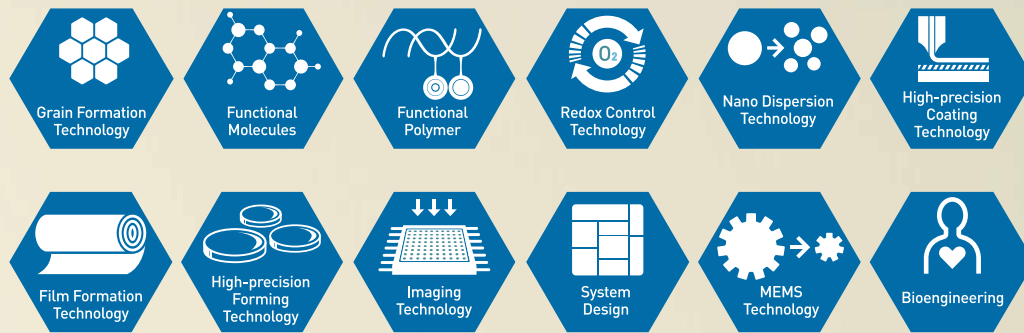 Grain Formation
Technology
Functional
Molecules
Functional
Polymer
O₂
Redox Control
Technology
Nano Dispersion
Technology
High-precision
Coating
Technology
Film Formation
Technology
High-precision
Forming
Technology
Imaging
Technology
System
Design
MEMS
Technology
Bioengineering